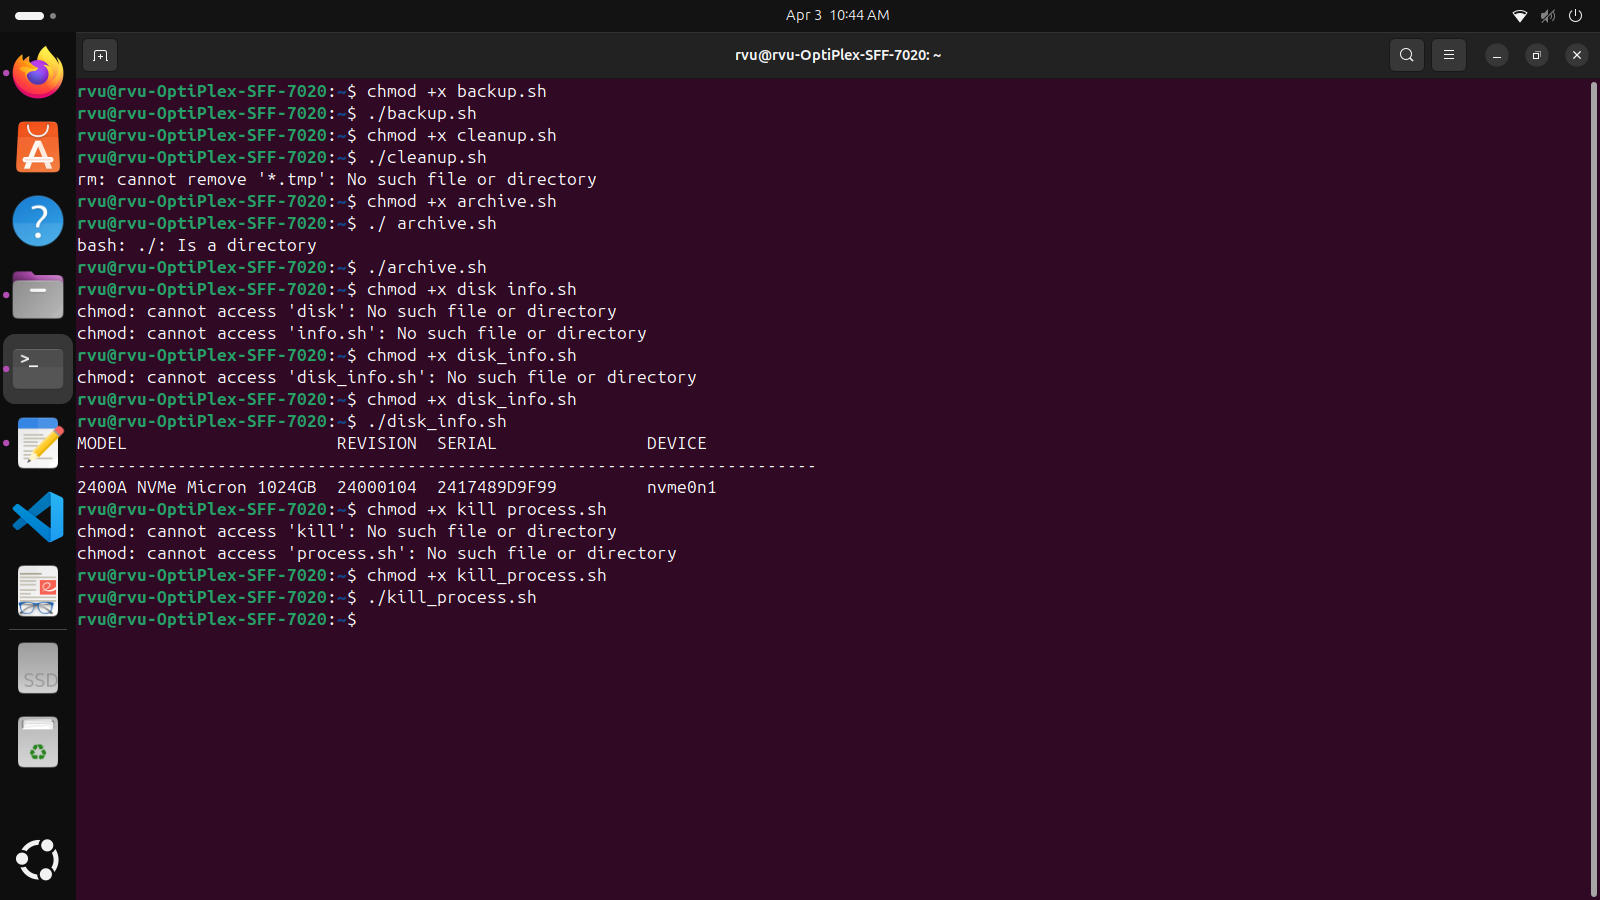 Apr 3 10:44 AM
rvu@rvu-OptiPlex-SFF-7020: ~
rvu@rvu-OptiPlex-SFF-7020:~$ chmod +x backup.sh
rvu@rvu-OptiPlex-SFF-7020:~$ ./backup.sh
rvu@rvu-OptiPlex-SFF-7020:~$ chmod +x cleanup.sh
rvu@rvu-OptiPlex-SFF-7020:~$ ./cleanup.sh
rm: cannot remove '*.tmp': No such file or directory
rvu@rvu-OptiPlex-SFF-7020:~$ chmod +x archive.sh
rvu@rvu-OptiPlex-SFF-7020:~$ ./ archive.sh
bash: ./: Is a directory
rvu@rvu-OptiPlex-SFF-7020:~$ ./archive.sh
rvu@rvu-OptiPlex-SFF-7020:~$ chmod +x disk info.sh
chmod: cannot access 'disk': No such file or directory
chmod: cannot access 'info.sh': No such file or directory
rvu@rvu-OptiPlex-SFF-7020:~$ chmod +x disk_info.sh
chmod: cannot access 'disk_info.sh': No such file or directory
rvu@rvu-OptiPlex-SFF-7020:~$ chmod +x disk_info.sh
rvu@rvu-OptiPlex-SFF-7020:~$ ./disk_info.sh
MODEL                     REVISION  SERIAL               DEVICE
--------------------------------------------------------------------------
2400A NVMe Micron 1024GB  24000104  2417489D9F99         nvme0n1
rvu@rvu-OptiPlex-SFF-7020:~$ chmod +x kill process.sh
chmod: cannot access 'kill': No such file or directory
chmod: cannot access 'process.sh': No such file or directory
rvu@rvu-OptiPlex-SFF-7020:~$ chmod +x kill_process.sh
rvu@rvu-OptiPlex-SFF-7020:~$ ./kill_process.sh
rvu@rvu-OptiPlex-SFF-7020:~$
SSD